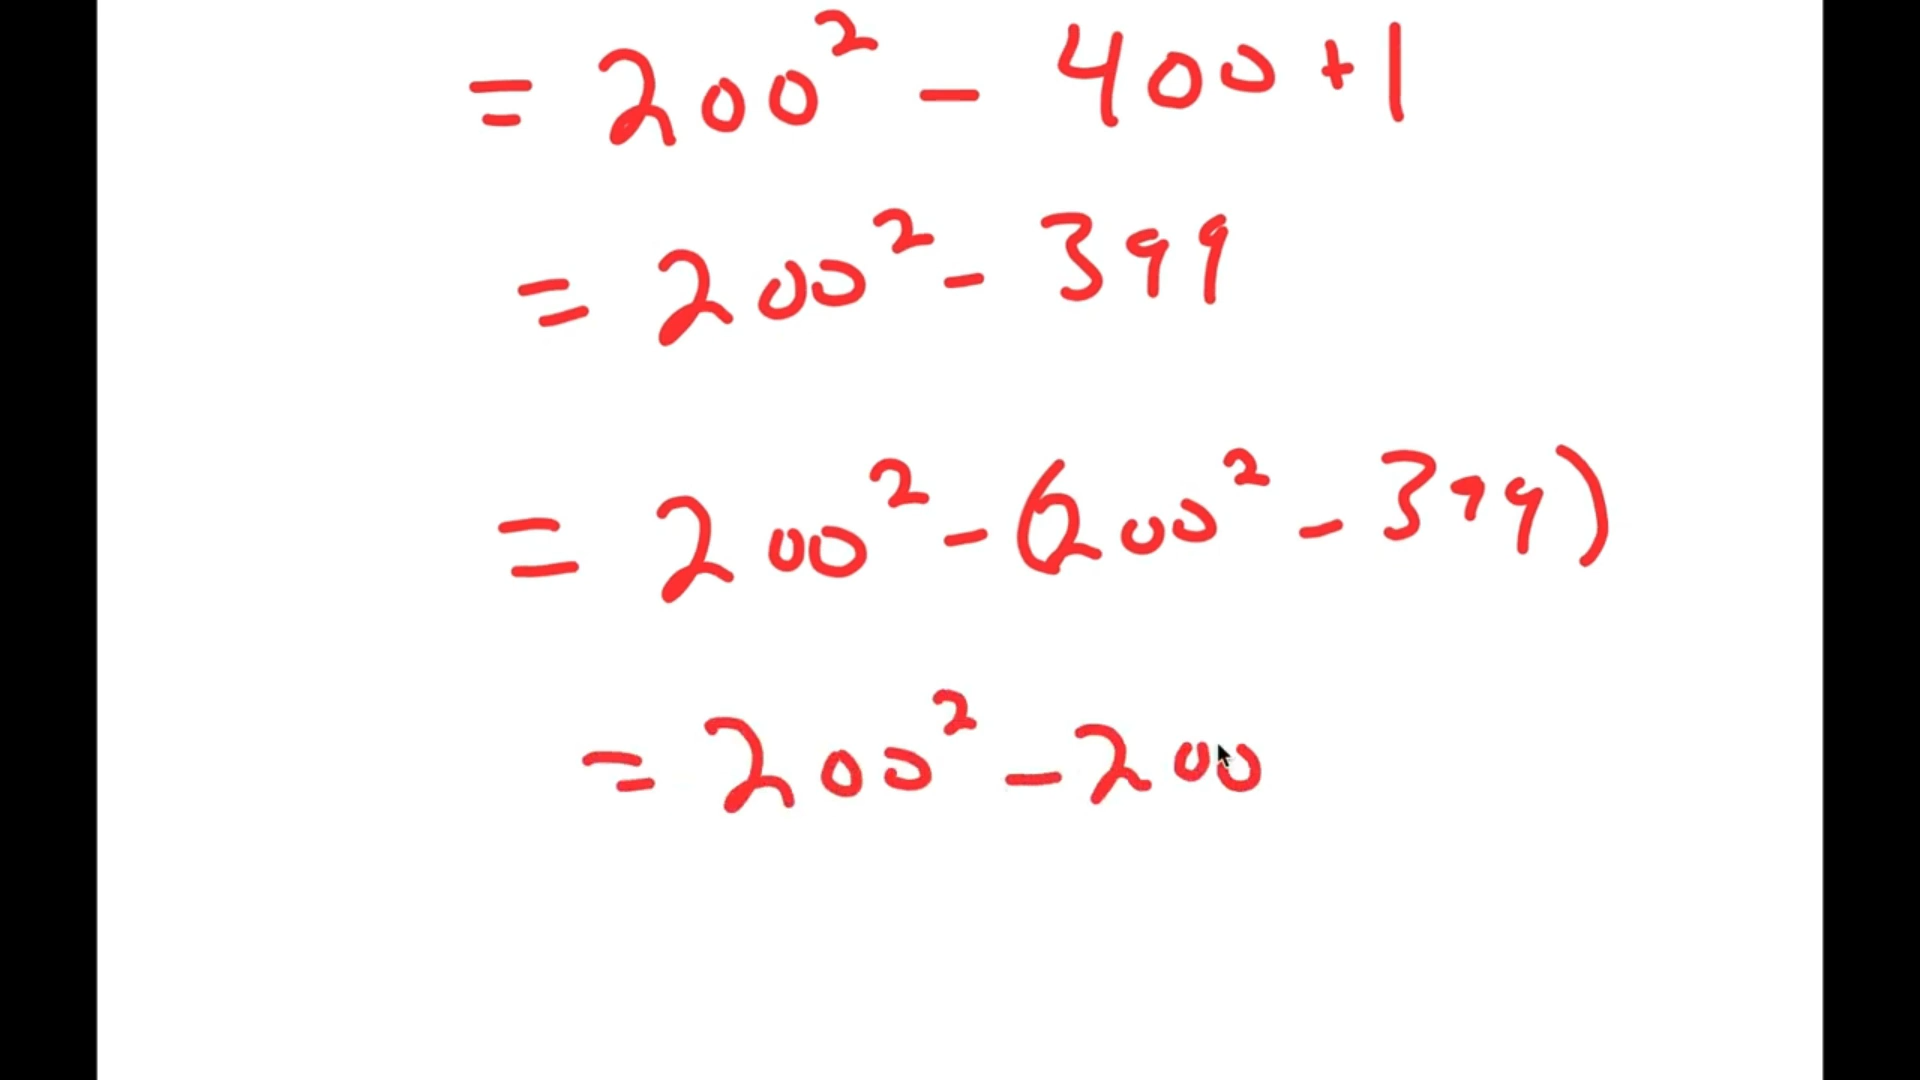 = 200² - 400 + 1
= 200² - 399
= 200² - (200² - 399)
= 200² - 200